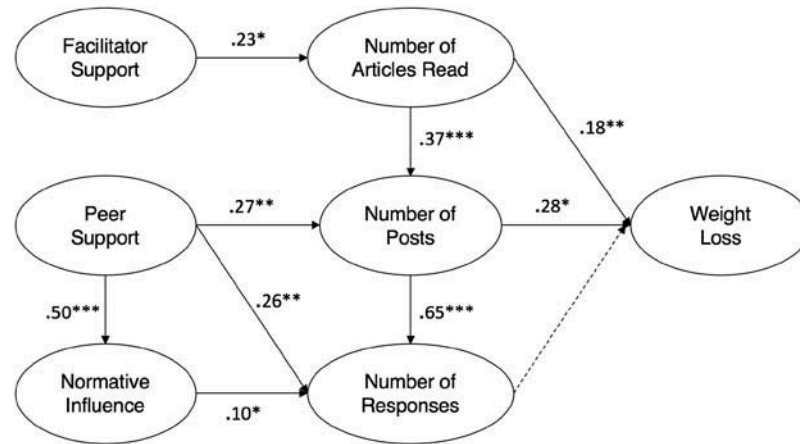 Facilitator
Support
.23*
Number of
Articles Read
.37***
.18**
Peer
Support
.27**
Number of
Posts
.28*
Weight
Loss
.50***
.26**
.65***
Normative
Influence
.10*
Number of
Responses